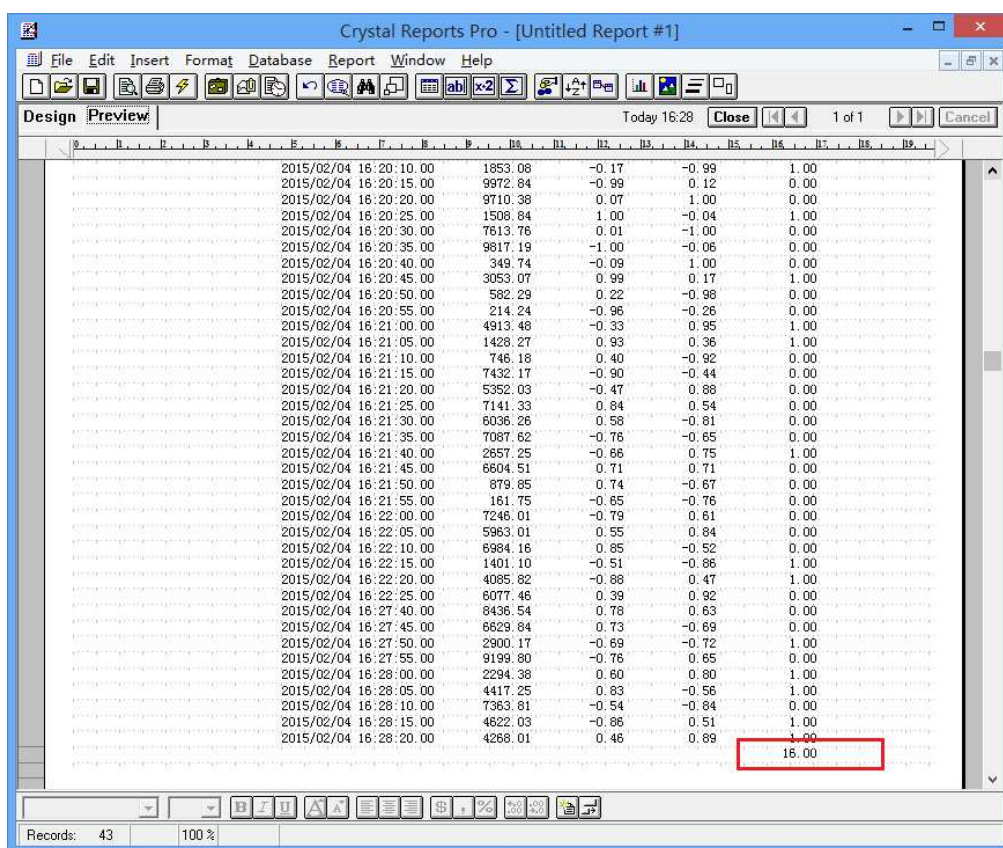 Crystal Reports Pro - [Untitled Report #1]
File Edit Insert Format Database Report Window Help
Design Preview Today 16:28 Close 1 of 1 Cancel
0 1 2 3 4 5 6 7 8 9 10 11 12 13 14 15 16 17 18 19
2015/02/04 16:20:10.00 1853.08 -0.17 -0.99 1.00
2015/02/04 16:20:15.00 9972.84 -0.99 0.12 0.00
2015/02/04 16:20:20.00 9710.38 0.07 1.00 0.00
2015/02/04 16:20:25.00 1508.84 1.00 -0.04 1.00
2015/02/04 16:20:30.00 7613.76 0.01 -1.00 0.00
2015/02/04 16:20:35.00 9817.19 -1.00 -0.06 0.00
2015/02/04 16:20:40.00 349.74 -0.09 1.00 0.00
2015/02/04 16:20:45.00 3053.07 0.99 0.17 1.00
2015/02/04 16:20:50.00 582.29 0.22 -0.98 0.00
2015/02/04 16:20:55.00 214.24 -0.96 -0.26 0.00
2015/02/04 16:21:00.00 4913.48 -0.33 0.95 1.00
2015/02/04 16:21:05.00 1428.27 0.93 0.36 1.00
2015/02/04 16:21:10.00 746.18 0.40 -0.92 0.00
2015/02/04 16:21:15.00 7432.17 -0.90 -0.44 0.00
2015/02/04 16:21:20.00 5352.03 -0.47 0.88 0.00
2015/02/04 16:21:25.00 7141.33 0.84 0.54 0.00
2015/02/04 16:21:30.00 6036.26 0.58 -0.81 0.00
2015/02/04 16:21:35.00 7087.62 -0.76 -0.65 0.00
2015/02/04 16:21:40.00 2657.25 -0.66 0.75 1.00
2015/02/04 16:21:45.00 6604.51 0.71 0.71 0.00
2015/02/04 16:21:50.00 879.85 0.74 -0.67 0.00
2015/02/04 16:21:55.00 161.75 -0.65 -0.76 0.00
2015/02/04 16:22:00.00 7246.01 -0.79 0.61 0.00
2015/02/04 16:22:05.00 5963.01 0.55 0.84 0.00
2015/02/04 16:22:10.00 6984.16 0.85 -0.52 0.00
2015/02/04 16:22:15.00 1401.10 -0.51 -0.86 1.00
2015/02/04 16:22:20.00 4085.82 -0.88 0.47 1.00
2015/02/04 16:22:25.00 6077.46 0.39 0.92 0.00
2015/02/04 16:27:40.00 8436.54 0.78 0.63 0.00
2015/02/04 16:27:45.00 6629.84 0.73 -0.69 0.00
2015/02/04 16:27:50.00 2900.17 -0.69 -0.72 1.00
2015/02/04 16:27:55.00 9199.80 -0.76 0.65 0.00
2015/02/04 16:28:00.00 2294.38 0.60 0.80 1.00
2015/02/04 16:28:05.00 4417.25 0.83 -0.56 1.00
2015/02/04 16:28:10.00 7363.81 -0.54 -0.84 0.00
2015/02/04 16:28:15.00 4622.03 -0.86 0.51 1.00
2015/02/04 16:28:20.00 4268.01 0.46 0.89 1.00
16.00
B I U A A $ , %
Records: 43 100 %